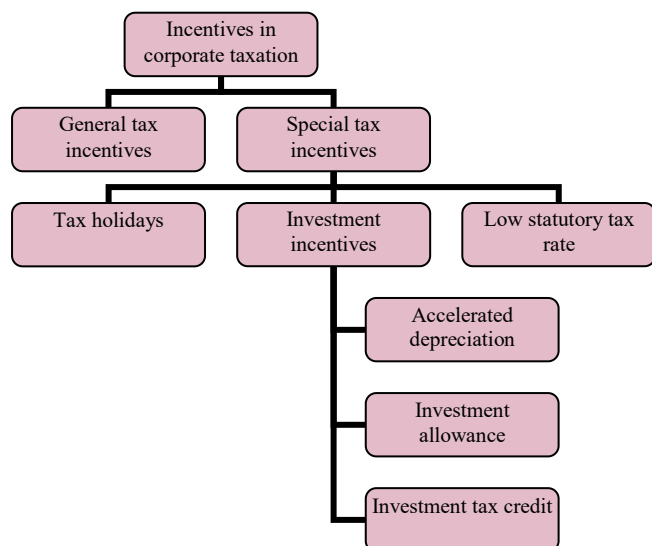 Incentives in
corporate taxation
General tax
incentives
Special tax
incentives
Tax holidays
Investment
incentives
Low statutory tax
rate
Accelerated
depreciation
Investment
allowance
Investment tax credit